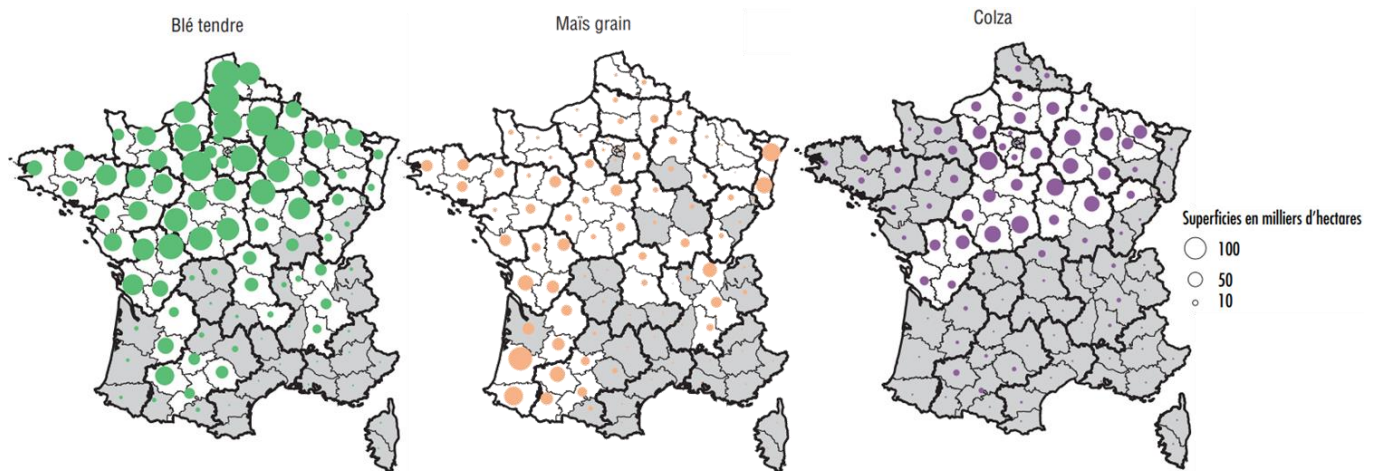 Blé tendre
Maïs grain
Colza
Superficies en milliers d'hectares
100
50
10